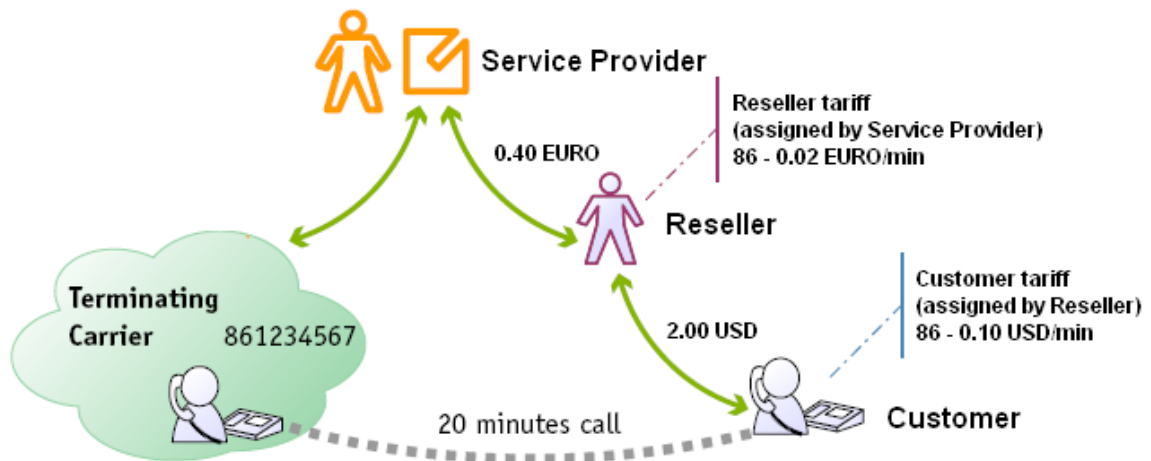 Service Provider
Reseller tariff
(assigned by Service Provider)
86 - 0.02 EURO/min
0.40 EURO
Reseller
Customer tariff
(assigned by Reseller)
86 - 0.10 USD/min
Terminating
Carrier 861234567
2.00 USD
20 minutes call
Customer